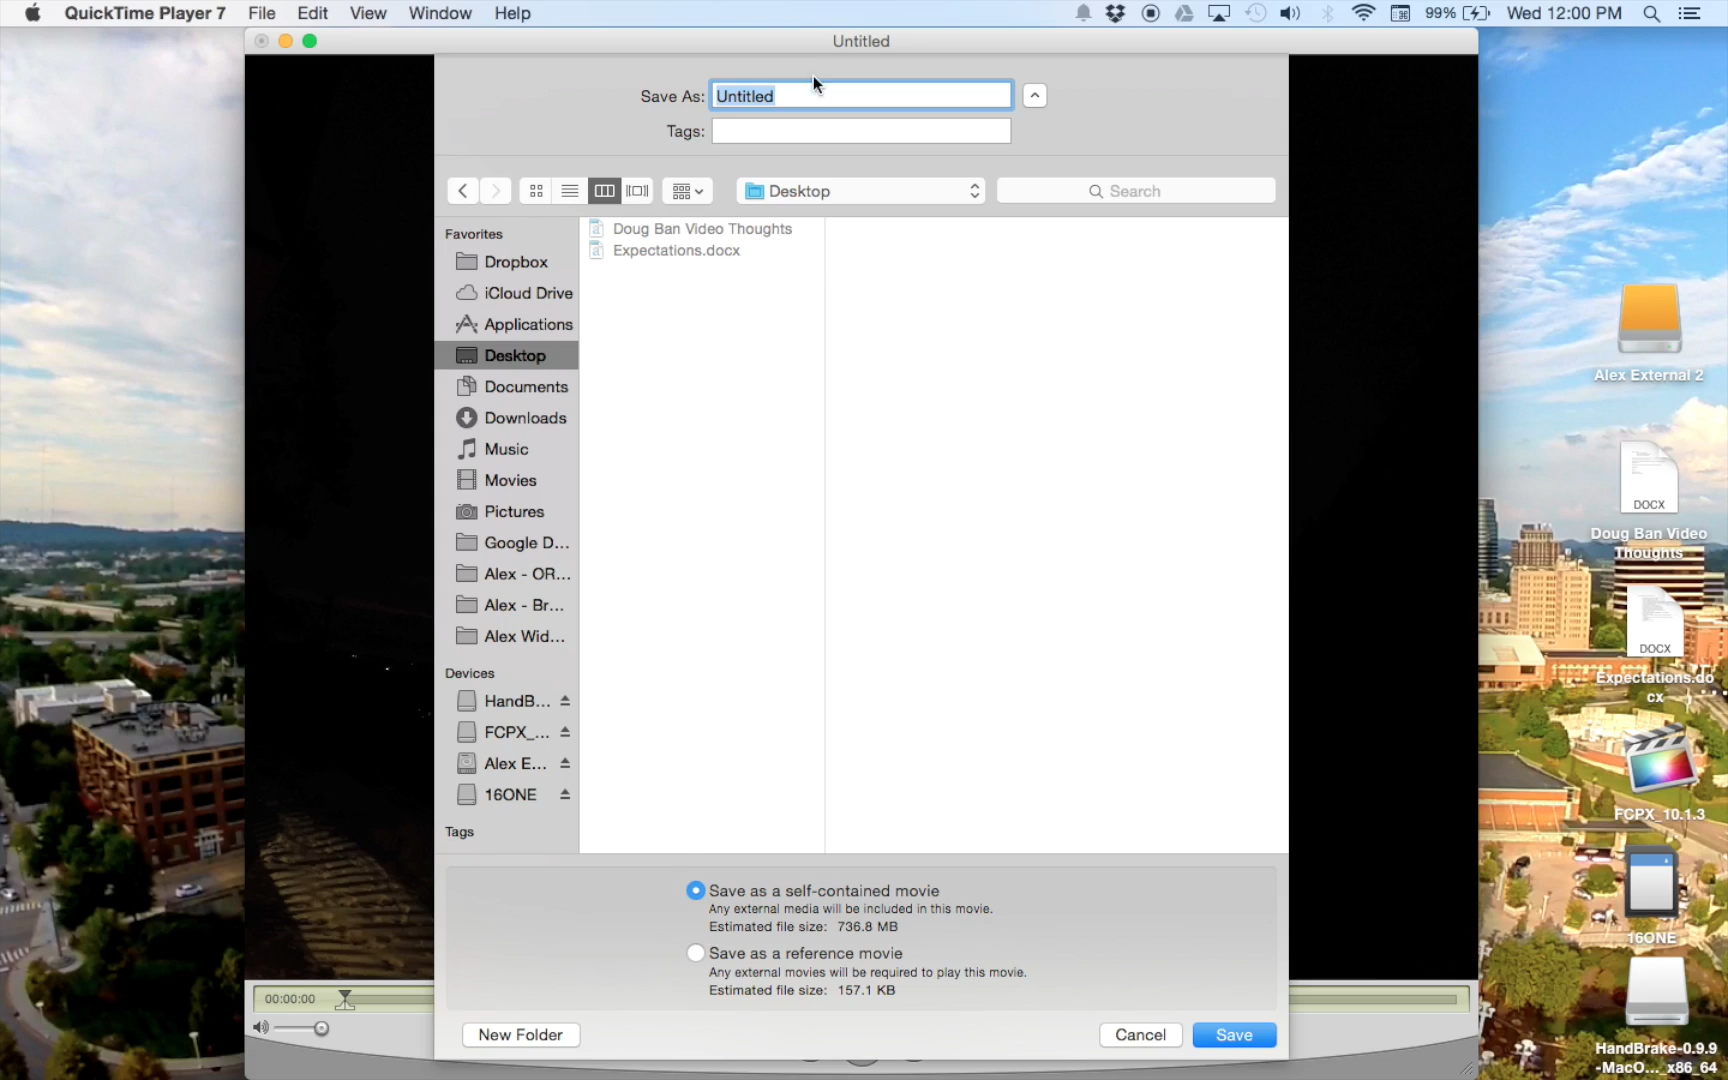 QuickTime Player 7 File Edit View Window Help
99% Wed 12:00 PM
Untitled
Save As: Untitled
Tags:
Desktop
Search
Favorites
Dropbox
iCloud Drive
Applications
Desktop
Documents
Downloads
Music
Movies
Pictures
Google D...
Alex - OR...
Alex - Br...
Alex Wid...
Devices
HandB...
FCPX_...
Alex E...
16ONE
Tags
Doug Ban Video Thoughts
Expectations.docx
Save as a self-contained movie
Any external media will be included in this movie.
Estimated file size: 736.8 MB
Save as a reference movie
Any external movies will be required to play this movie.
Estimated file size: 157.1 KB
New Folder
Cancel
Save
00:00:00
Alex External 2
DOCX
Doug Ban Video
Thoughts
DOCX
Expectations.do
cx
FCPX_10.1.3
16ONE
HandBrake-0.9.9
-MacO..._x86_64